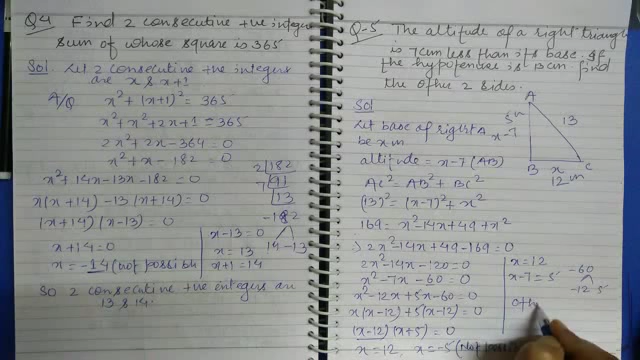 Q.4 Find 2 consecutive +ve integers
sum of whose square is 365
Sol Let 2 consecutive +ve integers
are x & x+1
A/Q x² + (x+1)² = 365
x² + x² + 2x + 1 = 365
2x² + 2x - 364 = 0
x² + x - 182 = 0
x² + 14x - 13x - 182 = 0
x(x+14) - 13(x+14) = 0
(x+14)(x-13) = 0
x+14 = 0
x = -14 (Not possible)
x-13 = 0
x = 13
x+1 = 14
2 182
7 91
13
-182
14 -13
SO 2 consecutive +ve integers are
13 & 14.
Q-5 The altitude of a right triangle
is 7cm less than its base. If
the hypotenuse is 13cm find
the other 2 sides.
Sol
Let base of right Δ
be x m
altitude = x-7 (AB)
AC² = AB² + BC²
(13)² = (x-7)² + x²
169 = x² - 14x + 49 + x²
⇒ 2x² - 14x + 49 - 169 = 0
2x² - 14x - 120 = 0
x² - 7x - 60 = 0
x² - 12x + 5x - 60 = 0
x(x-12) + 5(x-12) = 0
(x-12)(x+5) = 0
x = 12, x = -5
x = 12
x-7 = 5
-60
-12 5
A
5
x-7
13
B
x
C
12